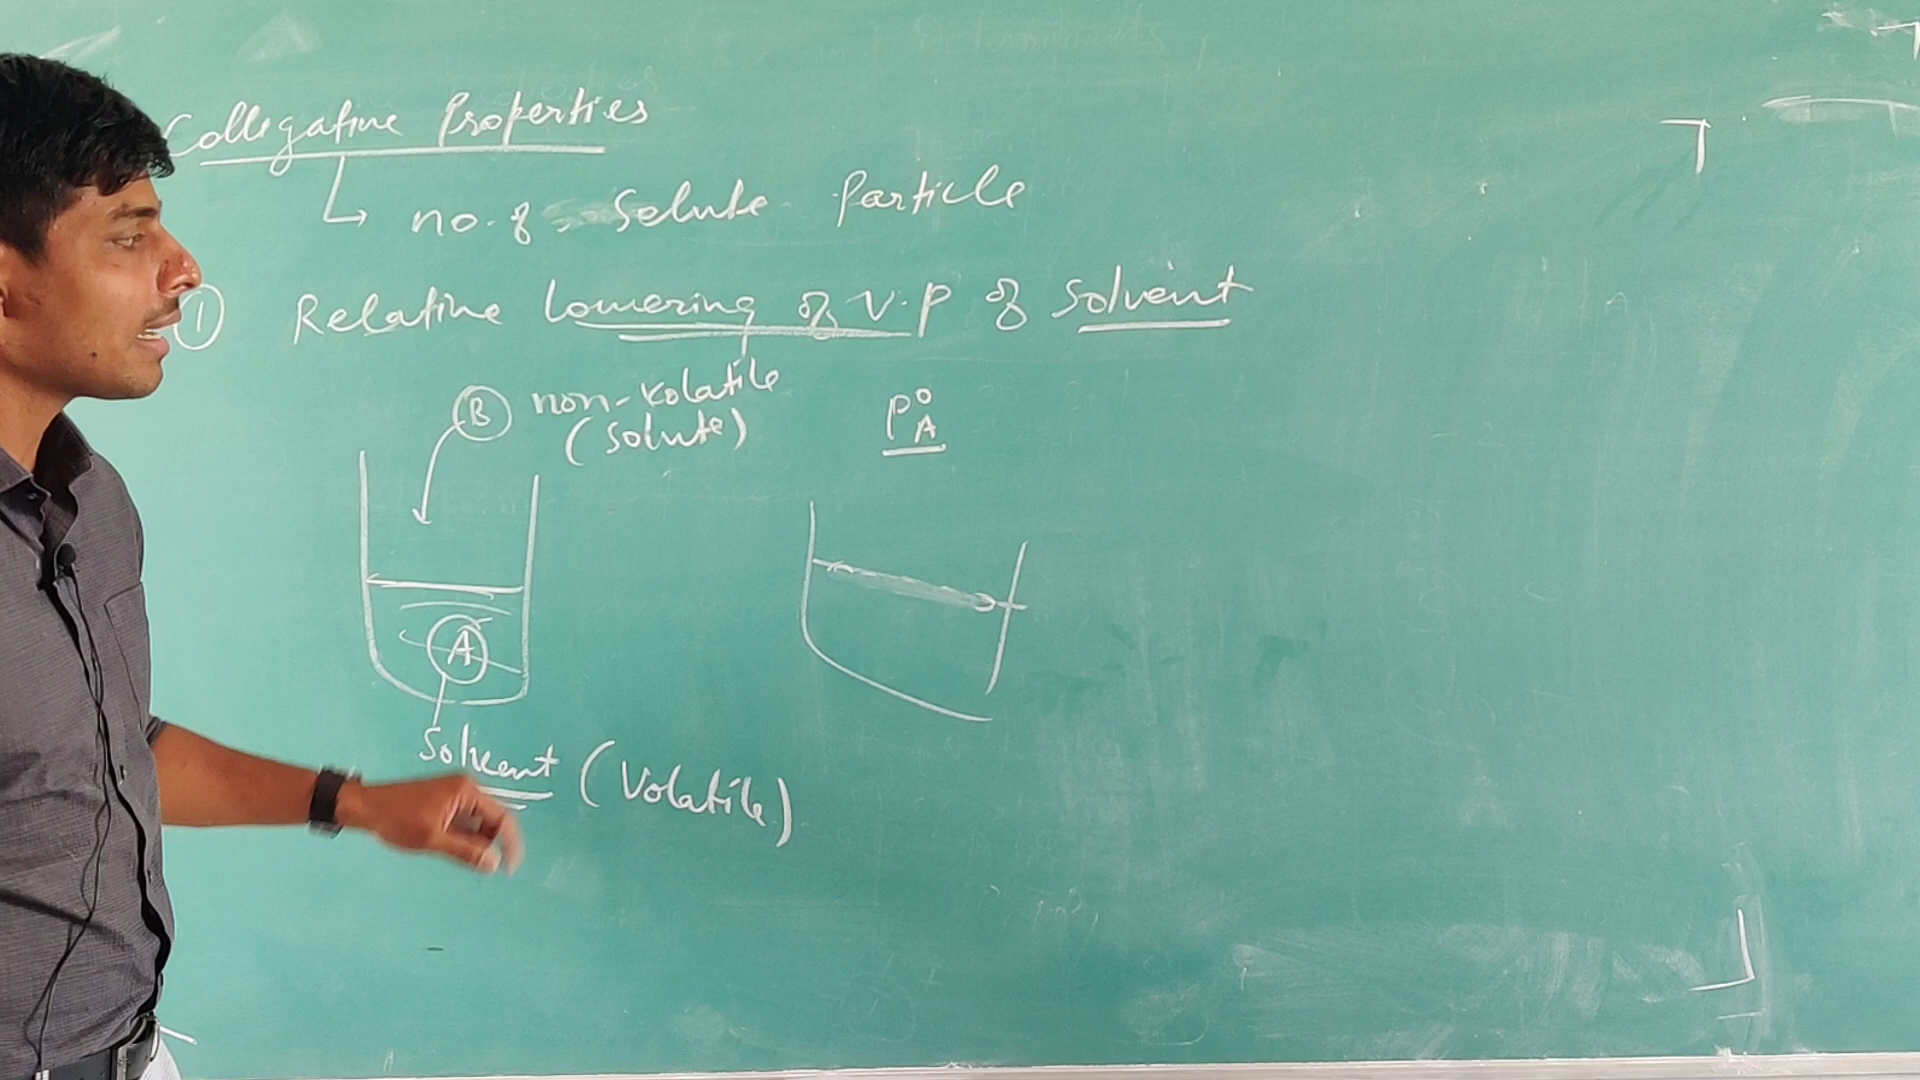 Colligative Properties
no. of Solute Particle
① Relative lowering of V.P of Solvent
B non-volatile
(Solute)
P°A
A
Solvent (Volatile)